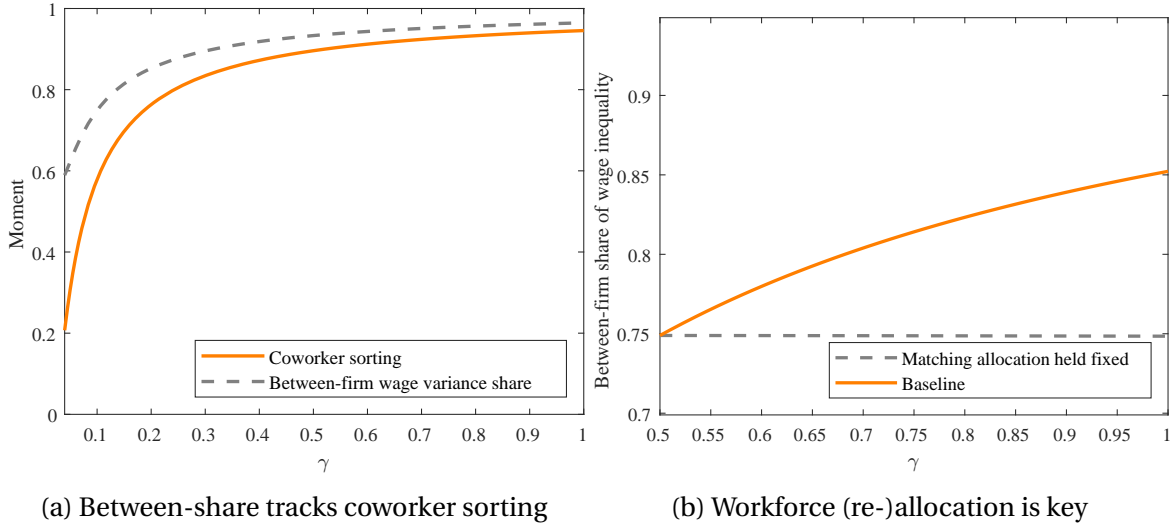 1
0.8
0.6
0.4
0.2
0
Moment
0.1 0.2 0.3 0.4 0.5 0.6 0.7 0.8 0.9 1
γ
Coworker sorting
Between-firm wage variance share
(a) Between-share tracks coworker sorting
0.9
0.85
0.8
0.75
0.7
Between-firm share of wage inequality
0.5 0.55 0.6 0.65 0.7 0.75 0.8 0.85 0.9 0.95 1
γ
Matching allocation held fixed
Baseline
(b) Workforce (re-)allocation is key